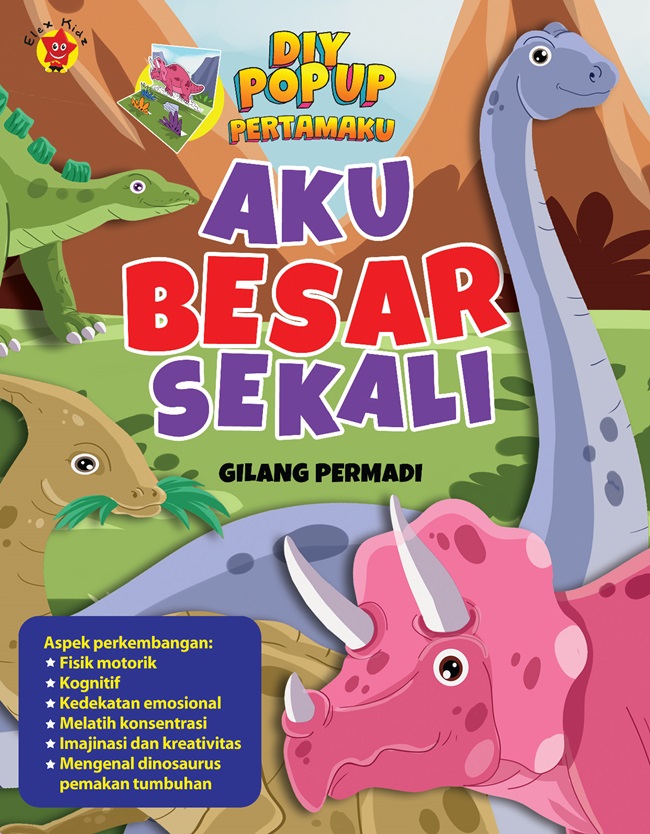 Elex Kidz
DIY
POP UP
PERTAMAKU
AKU
BESAR
SEKALI
GILANG PERMADI
Aspek perkembangan:
Fisik motorik
Kognitif
Kedekatan emosional
Melatih konsentrasi
Imajinasi dan kreativitas
Mengenal dinosaurus
pemakan tumbuhan